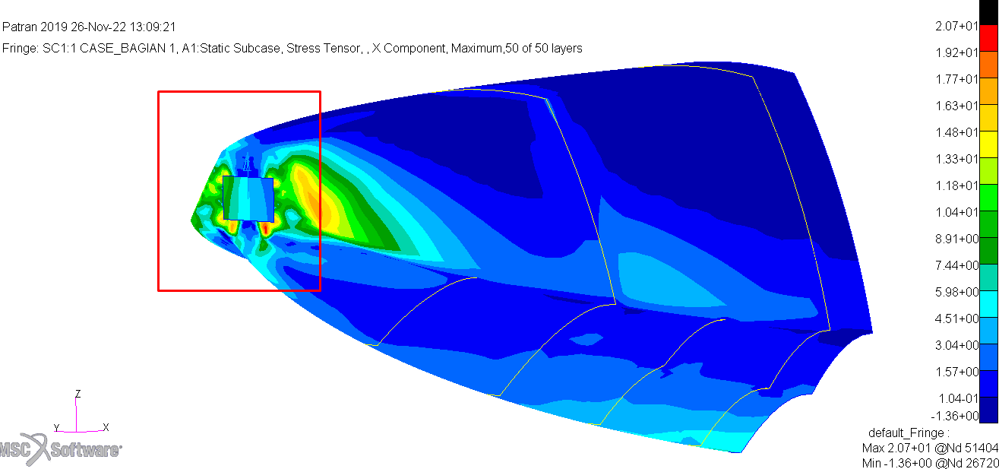 Patran 2019 26-Nov-22 13:09:21
Fringe: SC1:1 CASE_BAGIAN 1, A1:Static Subcase, Stress Tensor, , X Component, Maximum,50 of 50 layers
2.07+01
1.92+01
1.77+01
1.63+01
1.48+01
1.33+01
1.18+01
1.04+01
8.91+00
7.44+00
5.98+00
4.51+00
3.04+00
1.57+00
1.04-01
-1.36+00
Z
Y X
MSC Software
default_Fringe :
Max 2.07+01 @Nd 51404
Min -1.36+00 @Nd 26720